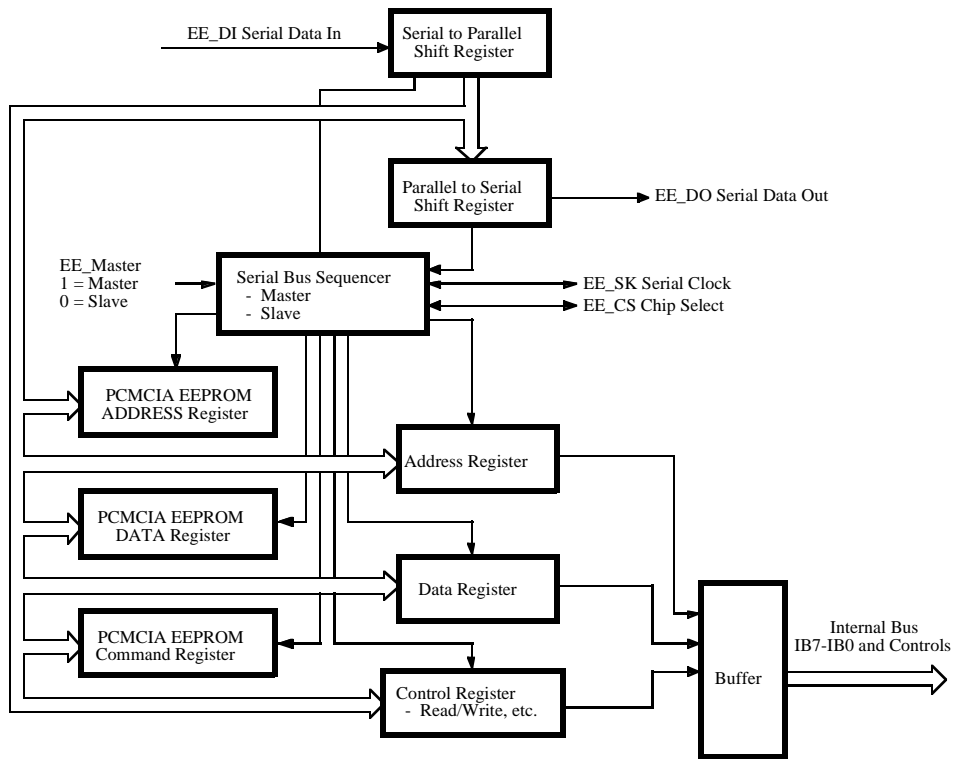 EE_DI Serial Data In
Serial to Parallel
Shift Register
Parallel to Serial
Shift Register
EE_DO Serial Data Out
EE_Master
1 = Master
0 = Slave
Serial Bus Sequencer
- Master
- Slave
EE_SK Serial Clock
EE_CS Chip Select
PCMCIA EEPROM
ADDRESS Register
Address Register
PCMCIA EEPROM
DATA Register
Data Register
PCMCIA EEPROM
Command Register
Control Register
- Read/Write, etc.
Buffer
Internal Bus
IB7-IB0 and Controls